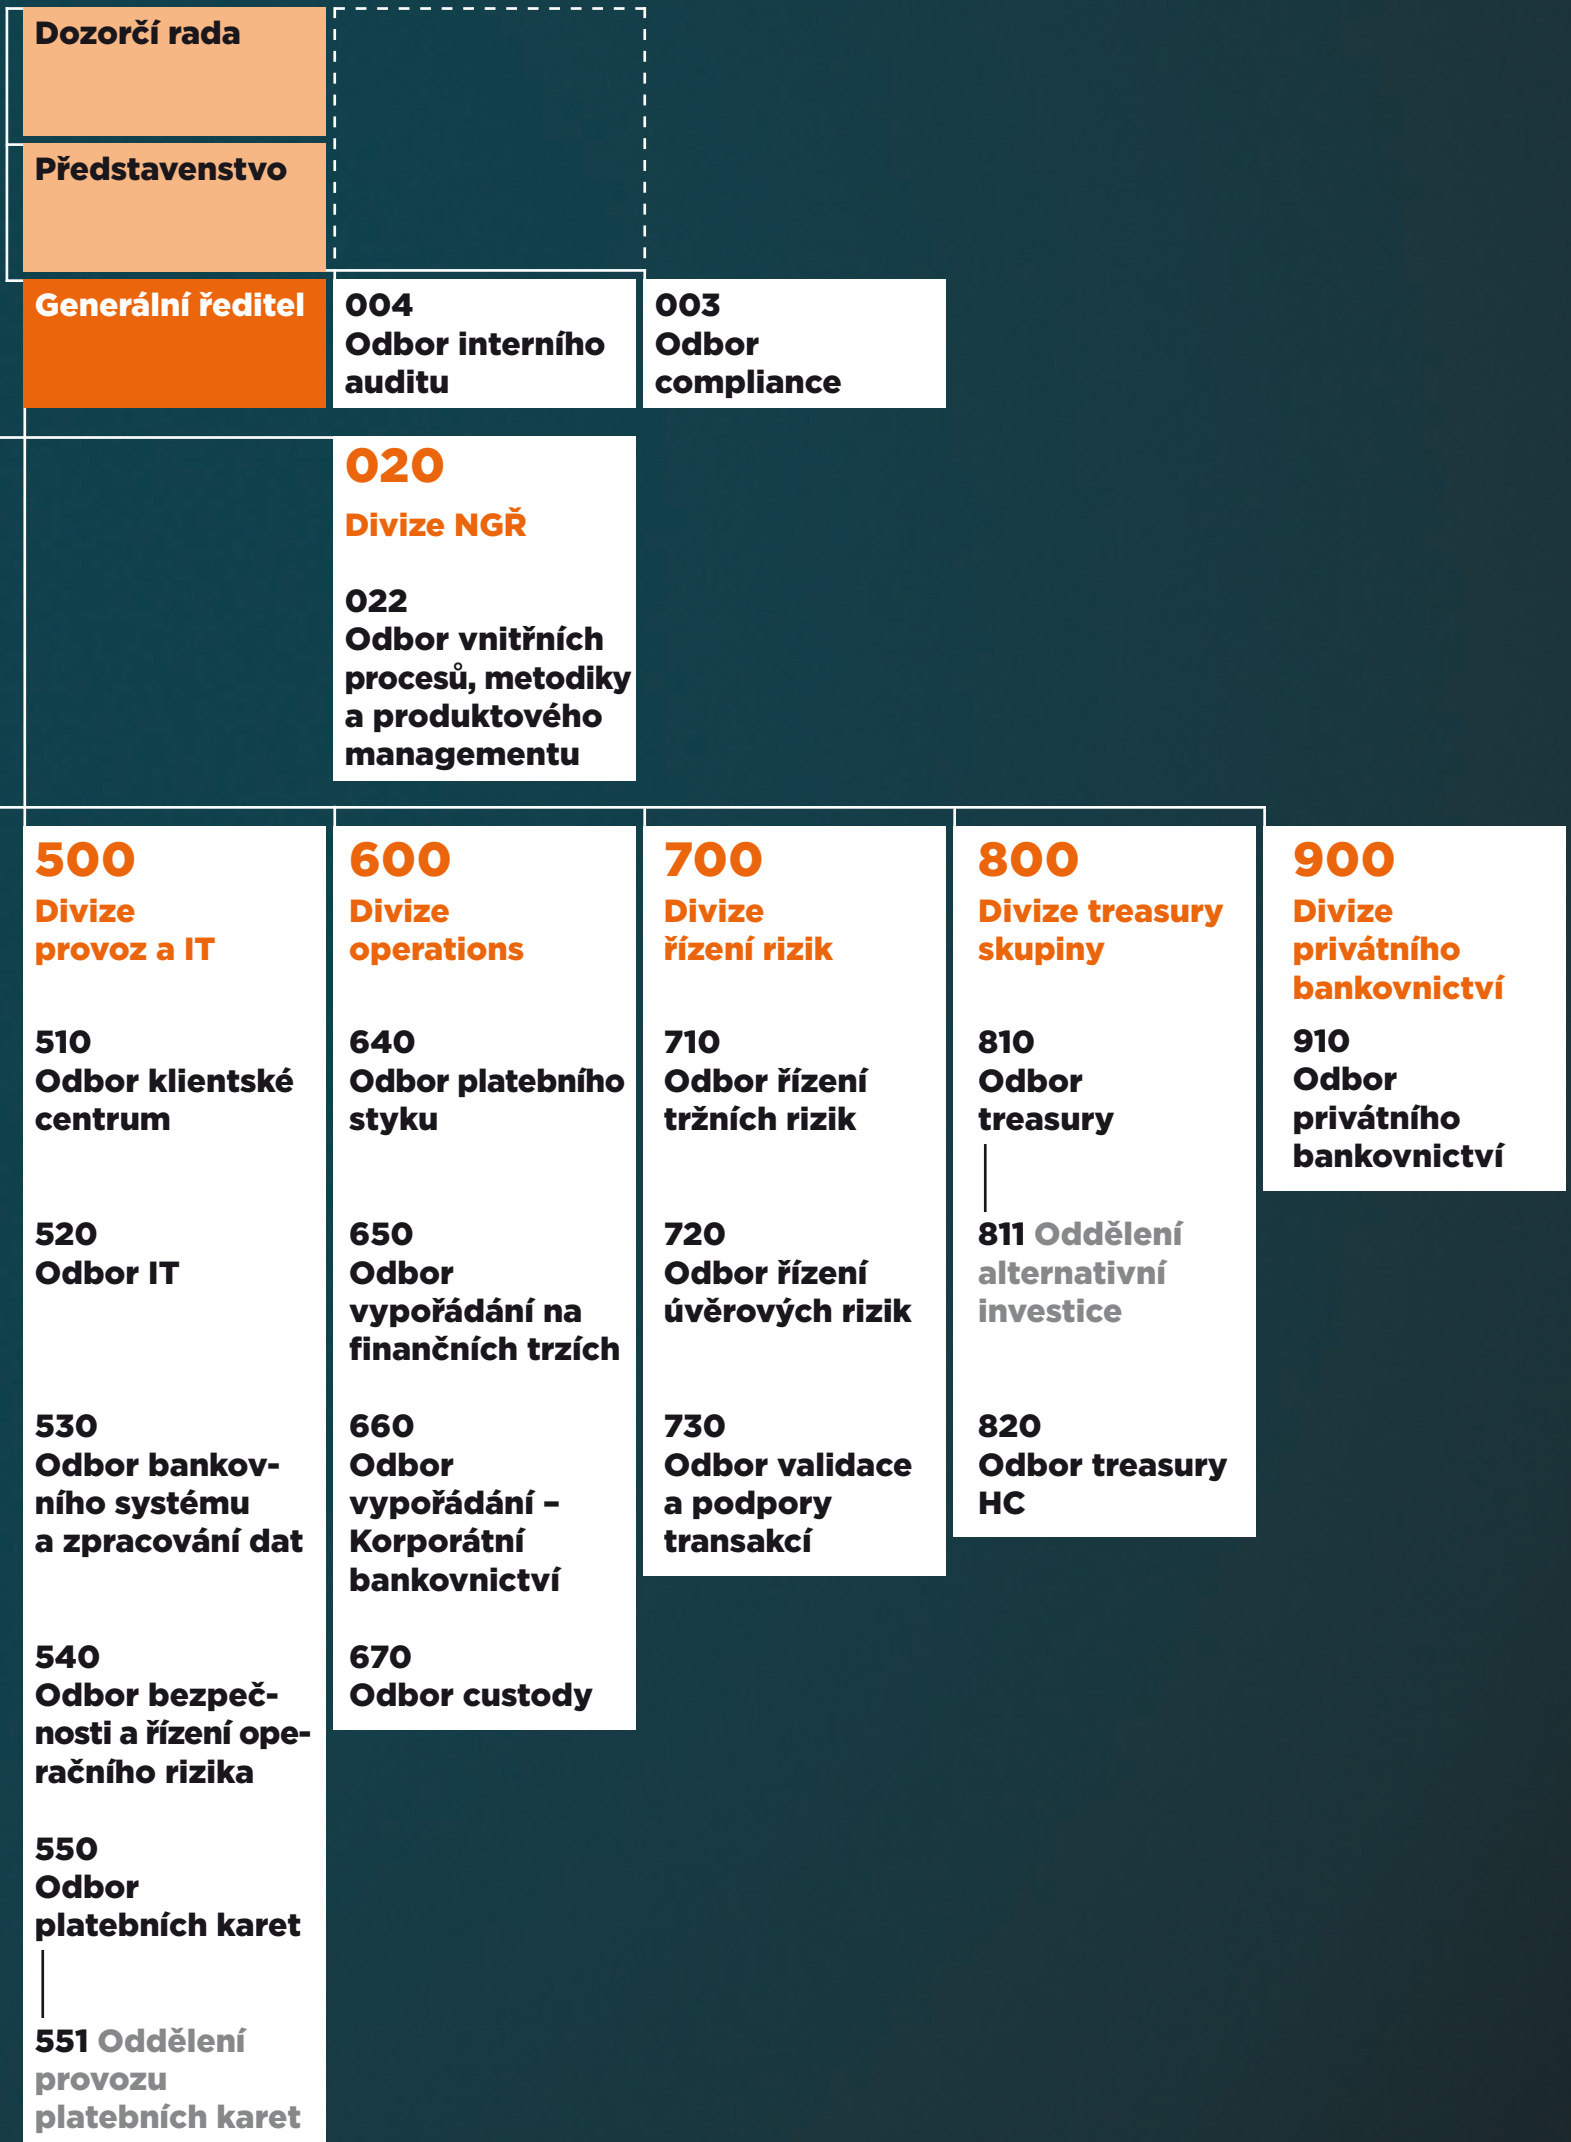 Dozorčí rada
Představenstvo
Generální ředitel
004
Odbor interního
auditu
003
Odbor
compliance
020
Divize NGŘ
022
Odbor vnitřních
procesů, metodiky
a produktového
managementu
500
Divize
provoz a IT
510
Odbor klientské
centrum
520
Odbor IT
530
Odbor bankov-
ního systému
a zpracování dat
540
Odbor bezpeč-
nosti a řízení ope-
račního rizika
550
Odbor
platebních karet
551 Oddělení
provozu
platebních karet
600
Divize
operations
640
Odbor platebního
styku
650
Odbor
vypořádání na
finančních trzích
660
Odbor
vypořádání –
Korporátní
bankovnictví
670
Odbor custody
700
Divize
řízení rizik
710
Odbor řízení
tržních rizik
720
Odbor řízení
úvěrových rizik
730
Odbor validace
a podpory
transakcí
800
Divize treasury
skupiny
810
Odbor
treasury
811 Oddělení
alternativní
investice
820
Odbor treasury
HC
900
Divize
privátního
bankovnictví
910
Odbor
privátního
bankovnictví